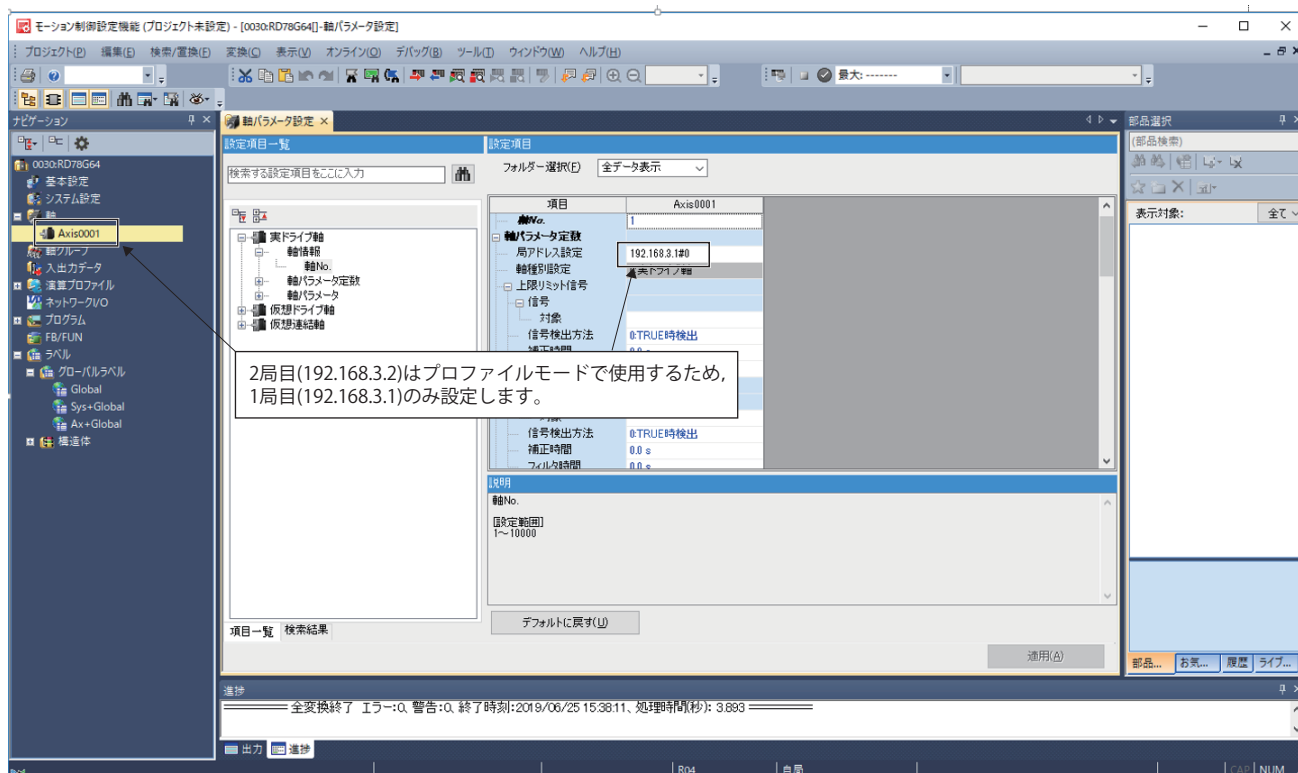 モーション制御設定機能 (プロジェクト未設定) - [0030:RD78G64[]-軸パラメータ設定]
プロジェクト(P) 編集(E) 検索/置換(F) 変換(C) 表示(V) オンライン(O) デバッグ(B) ツール(T) ウィンドウ(W) ヘルプ(H)
最大: -------
ナビゲーション
0030:RD78G64
基本設定
システム設定
軸
Axis0001
軸グループ
入出力データ
演算プロファイル
ネットワークI/O
プログラム
FB/FUN
ラベル
グローバルラベル
Global
Sys+Global
Ax+Global
構造体
軸パラメータ設定
設定項目一覧
検索する設定項目をここに入力
実ドライブ軸
軸情報
軸No.
軸パラメータ定数
軸パラメータ
仮想ドライブ軸
仮想連結軸
項目一覧 検索結果
設定項目
フォルダー選択(F) 全データ表示
項目 Axis0001
軸No. 1
軸パラメータ定数
局アドレス設定 192.168.3.1#0
軸種別設定 実ドライブ軸
上限リミット信号
信号
対象
信号検出方法 0:TRUE時検出
補正時間 0.0 s
2局目(192.168.3.2)はプロファイルモードで使用するため,
1局目(192.168.3.1)のみ設定します。
信号検出方法 0:TRUE時検出
補正時間 0.0 s
フィルタ時間 0.0 s
説明
軸No.
[設定範囲]
1~10000
デフォルトに戻す(U)
適用(A)
部品選択
(部品検索)
表示対象: 全て
部品... お気... 履歴 ライブ...
進捗
======== 全変換終了 エラー:0、警告:0、終了時刻:2019/06/25 15:38:11、処理時間(秒): 3.893 ========
出力 進捗
R04 自局 CAP NUM